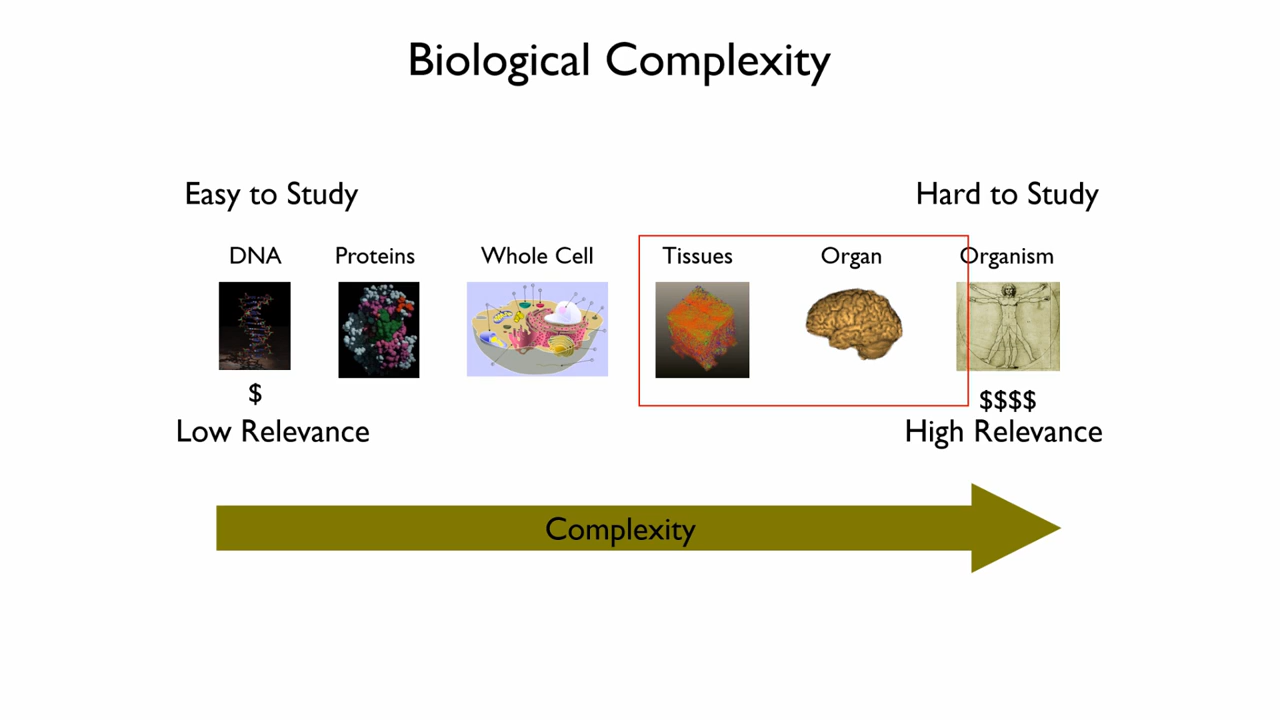 Biological Complexity
Easy to Study
Hard to Study
DNA
Proteins
Whole Cell
Tissues
Organ
Organism
$
$$$$
Low Relevance
High Relevance
Complexity